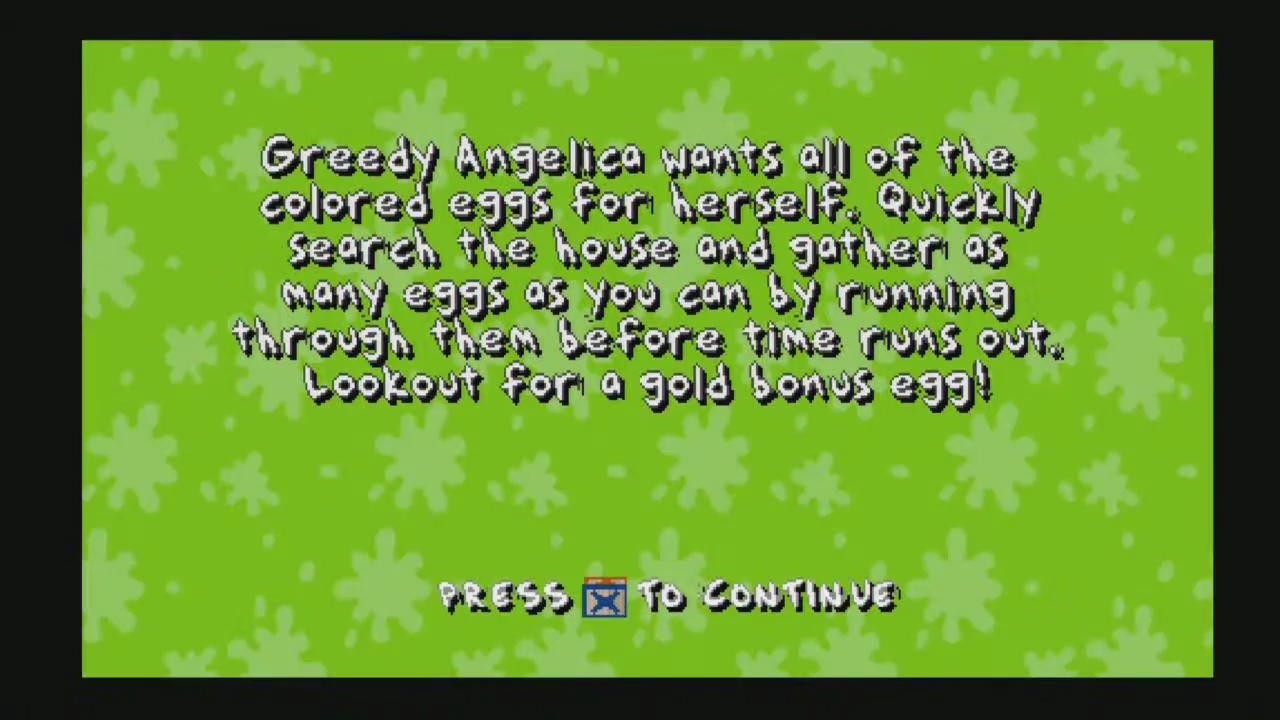 Greedy Angelica wants all of the
colored eggs for herself. Quickly
search the house and gather as
many eggs as you can by running
through them before time runs out.
Lookout for a gold bonus egg!
PRESS X TO CONTINUE